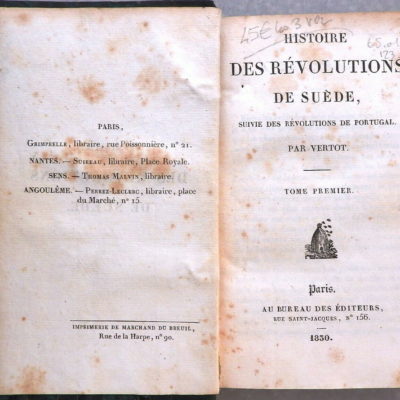 PARIS,
GRIMPRELLE, libraire, rue Poissonnière, n° 21.
NANTES. — SUIREAU, libraire, Place Royale.
SENS. — THOMAS MALVIN, libraire.
ANGOULÊME. — PERREZ-LECLERC, libraire, place
du Marché, n° 15.
IMPRIMERIE DE MARCHAND DU BREUIL,
Rue de la Harpe, n° 90.
HISTOIRE
DES RÉVOLUTIONS
DE SUÈDE,
SUIVIE DES RÉVOLUTIONS DE PORTUGAL.
PAR VERTOT.
TOME PREMIER.
Paris.
AU BUREAU DES ÉDITEURS,
RUE SAINT-JACQUES, N° 156.
1830.